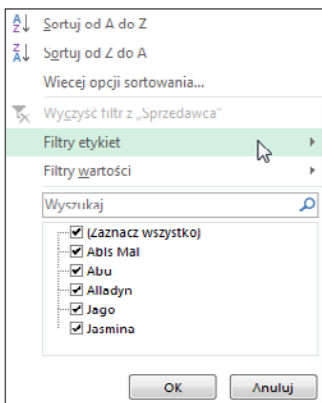 Sortuj od A do Z
Sortuj od Z do A
Więcej opcji sortowania...
Wyczyść filtr z „Sprzedawca"
Filtry etykiet
Filtry wartości
Wyszukaj
(Zaznacz wszystko)
Abis Mal
Abu
Alladyn
Jago
Jasmina
OK Anuluj